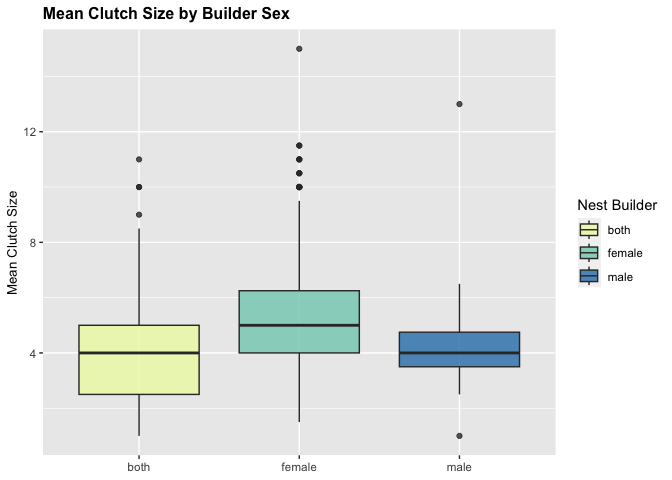 Mean Clutch Size by Builder Sex
Mean Clutch Size
12
8
4
both
female
male
Nest Builder
both
female
male